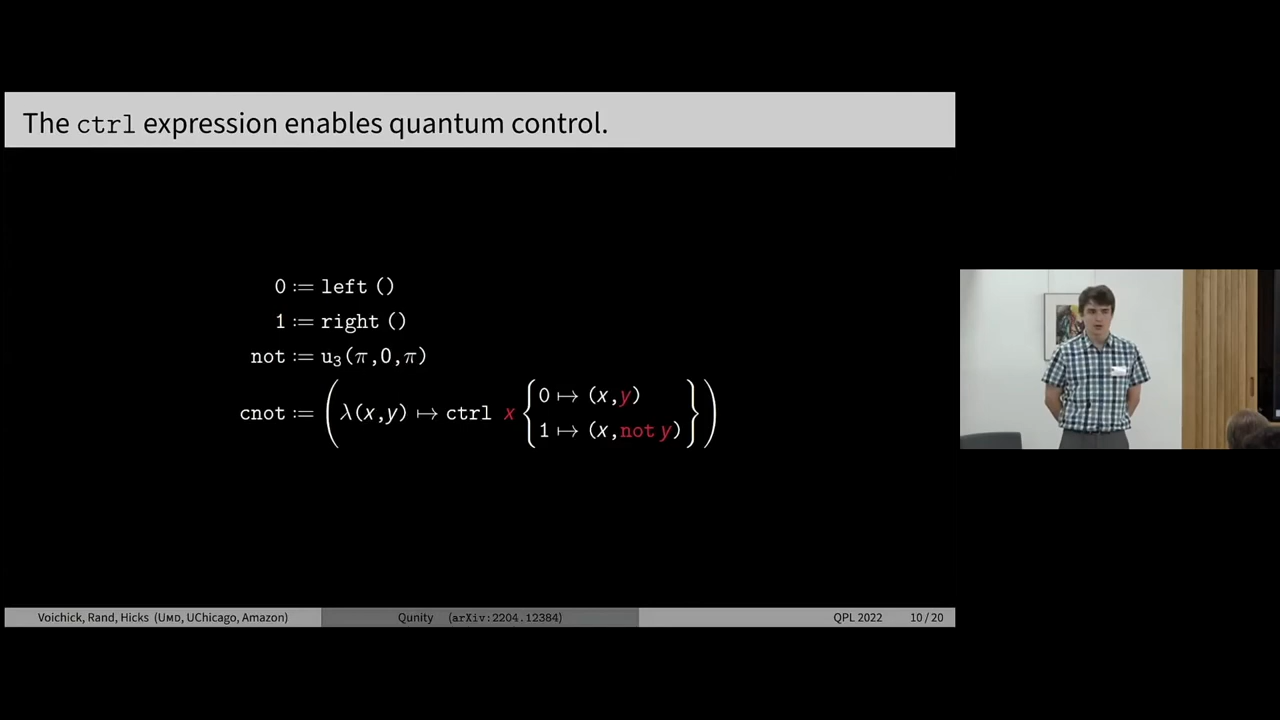 The ctrl expression enables quantum control.
0 := left ()
1 := right ()
not := u₃(π,0,π)
cnot := (λ(x,y) ↦ ctrl x {0 ↦ (x,y)
1 ↦ (x,not y)})
Voichick, Rand, Hicks (UMD, UChicago, Amazon)
Qunity (arXiv:2204.12384)
QPL 2022 10 / 20